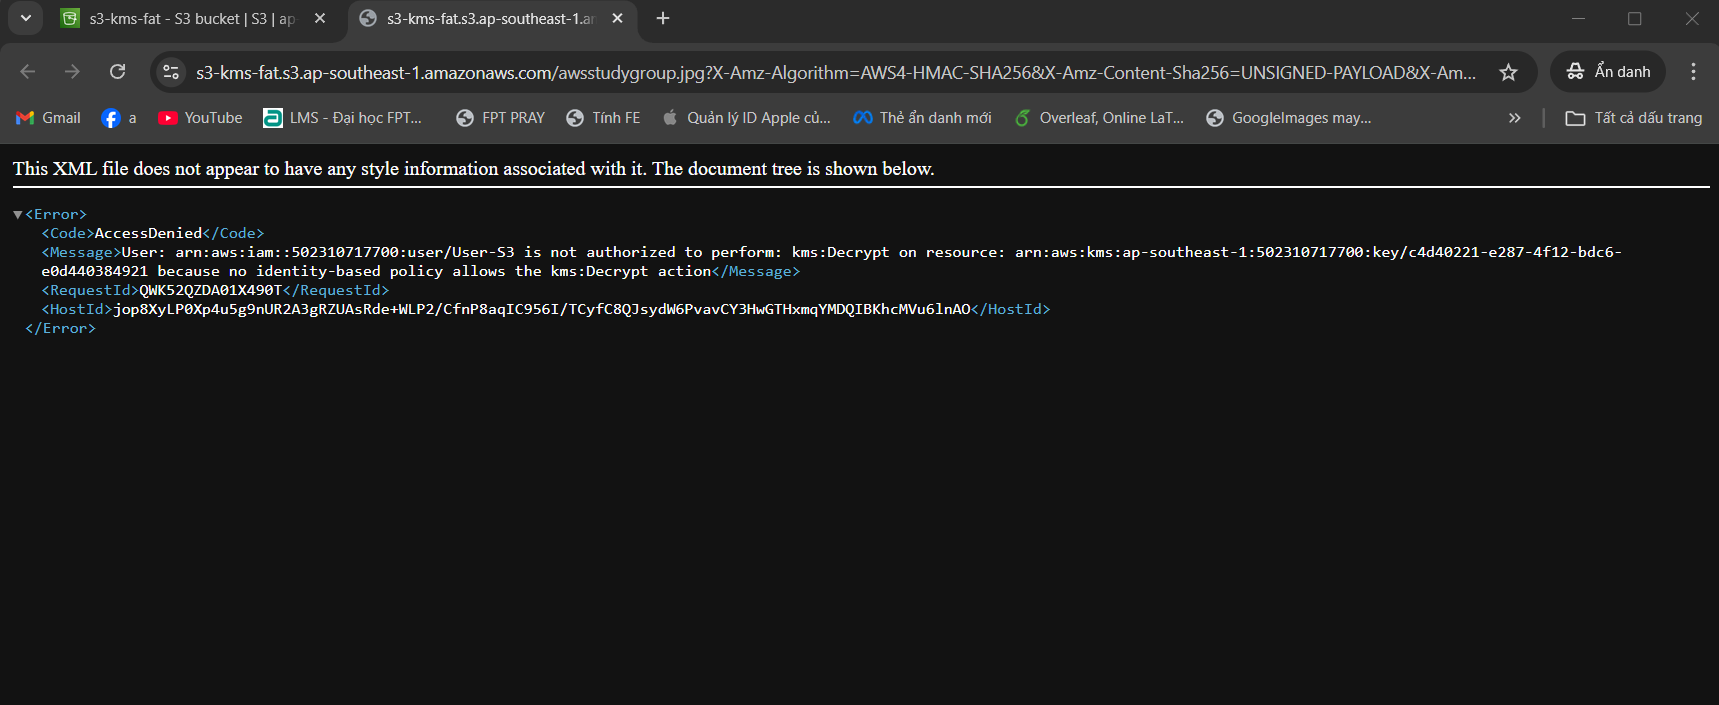 s3-kms-fat - S3 bucket | S3 | ap-
s3-kms-fat.s3.ap-southeast-1.am
s3-kms-fat.s3.ap-southeast-1.amazonaws.com/awsstudygroup.jpg?X-Amz-Algorithm=AWS4-HMAC-SHA256&X-Amz-Content-Sha256=UNSIGNED-PAYLOAD&X-Am...
Ẩn danh
Gmail
a
YouTube
LMS - Đại học FPT...
FPT PRAY
Tính FE
Quản lý ID Apple củ...
Thẻ ẩn danh mới
Overleaf, Online LaT...
GoogleImages may...
Tất cả dấu trang
This XML file does not appear to have any style information associated with it. The document tree is shown below.
<Error>
<Code>AccessDenied</Code>
<Message>User: arn:aws:iam::502310717700:user/User-S3 is not authorized to perform: kms:Decrypt on resource: arn:aws:kms:ap-southeast-1:502310717700:key/c4d40221-e287-4f12-bdc6-
e0d440384921 because no identity-based policy allows the kms:Decrypt action</Message>
<RequestId>QWK52QZDA01X490T</RequestId>
<HostId>jop8XyLP0Xp4u5g9nUR2A3gRZUAsRde+WLP2/CfnP8aqIC956I/TCyfC8QJsydW6PvavCY3HwGTHxmqYMDQIBKhcMVu6lnAO</HostId>
</Error>